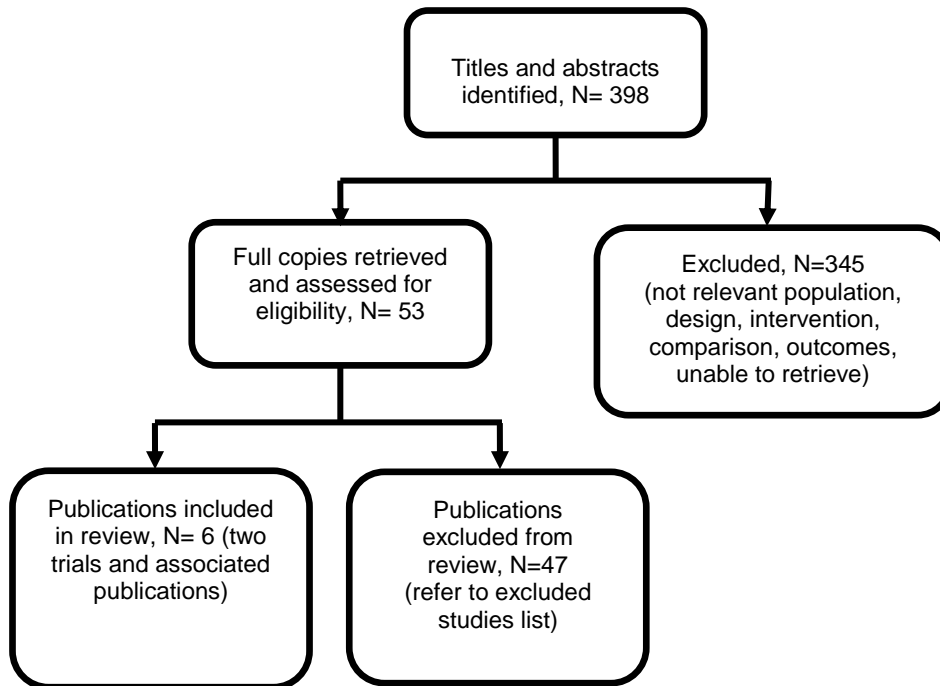 Titles and abstracts
identified, N= 398
Full copies retrieved
and assessed for
eligibility, N= 53
Excluded, N=345
(not relevant population,
design, intervention,
comparison, outcomes,
unable to retrieve)
Publications included
in review, N= 6 (two
trials and associated
publications)
Publications
excluded from
review, N=47
(refer to excluded
studies list)